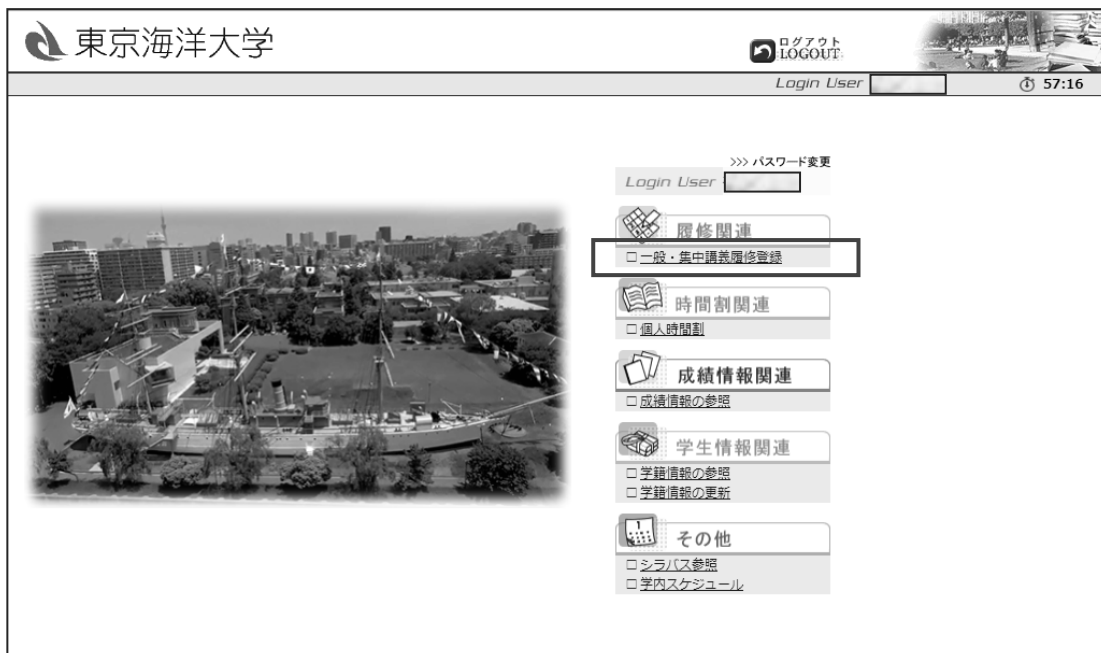 東京海洋大学
ログアウト
LOGOUT
Login User
57:16
>>> パスワード変更
Login User
履修関連
一般・集中講義履修登録
時間割関連
個人時間割
成績情報関連
成績情報の参照
学生情報関連
学籍情報の参照
学籍情報の更新
その他
シラバス参照
学内スケジュール